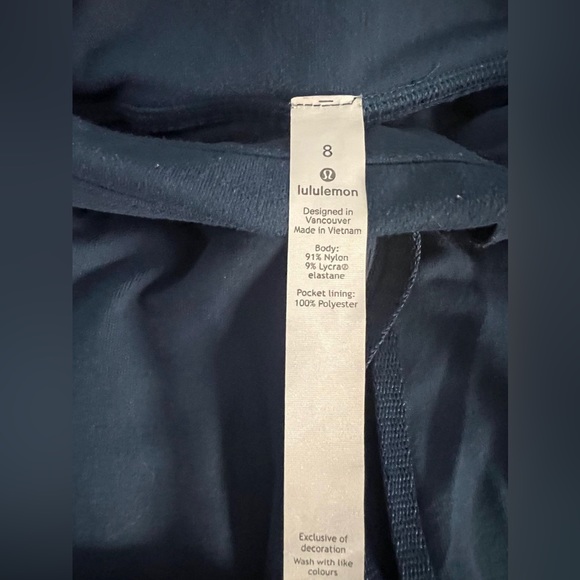 8
lululemon
Designed in
Vancouver
Made in Vietnam
Body:
91% Nylon
9% Lycra®
elastane
Pocket lining:
100% Polyester
Exclusive of
decoration
Wash with like
colours